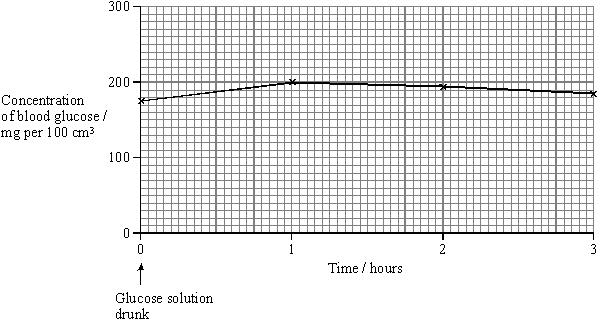 300
200
Concentration
of blood glucose /
mg per 100 cm³
100
0
0 1 2 3
Time / hours
Glucose solution
drunk